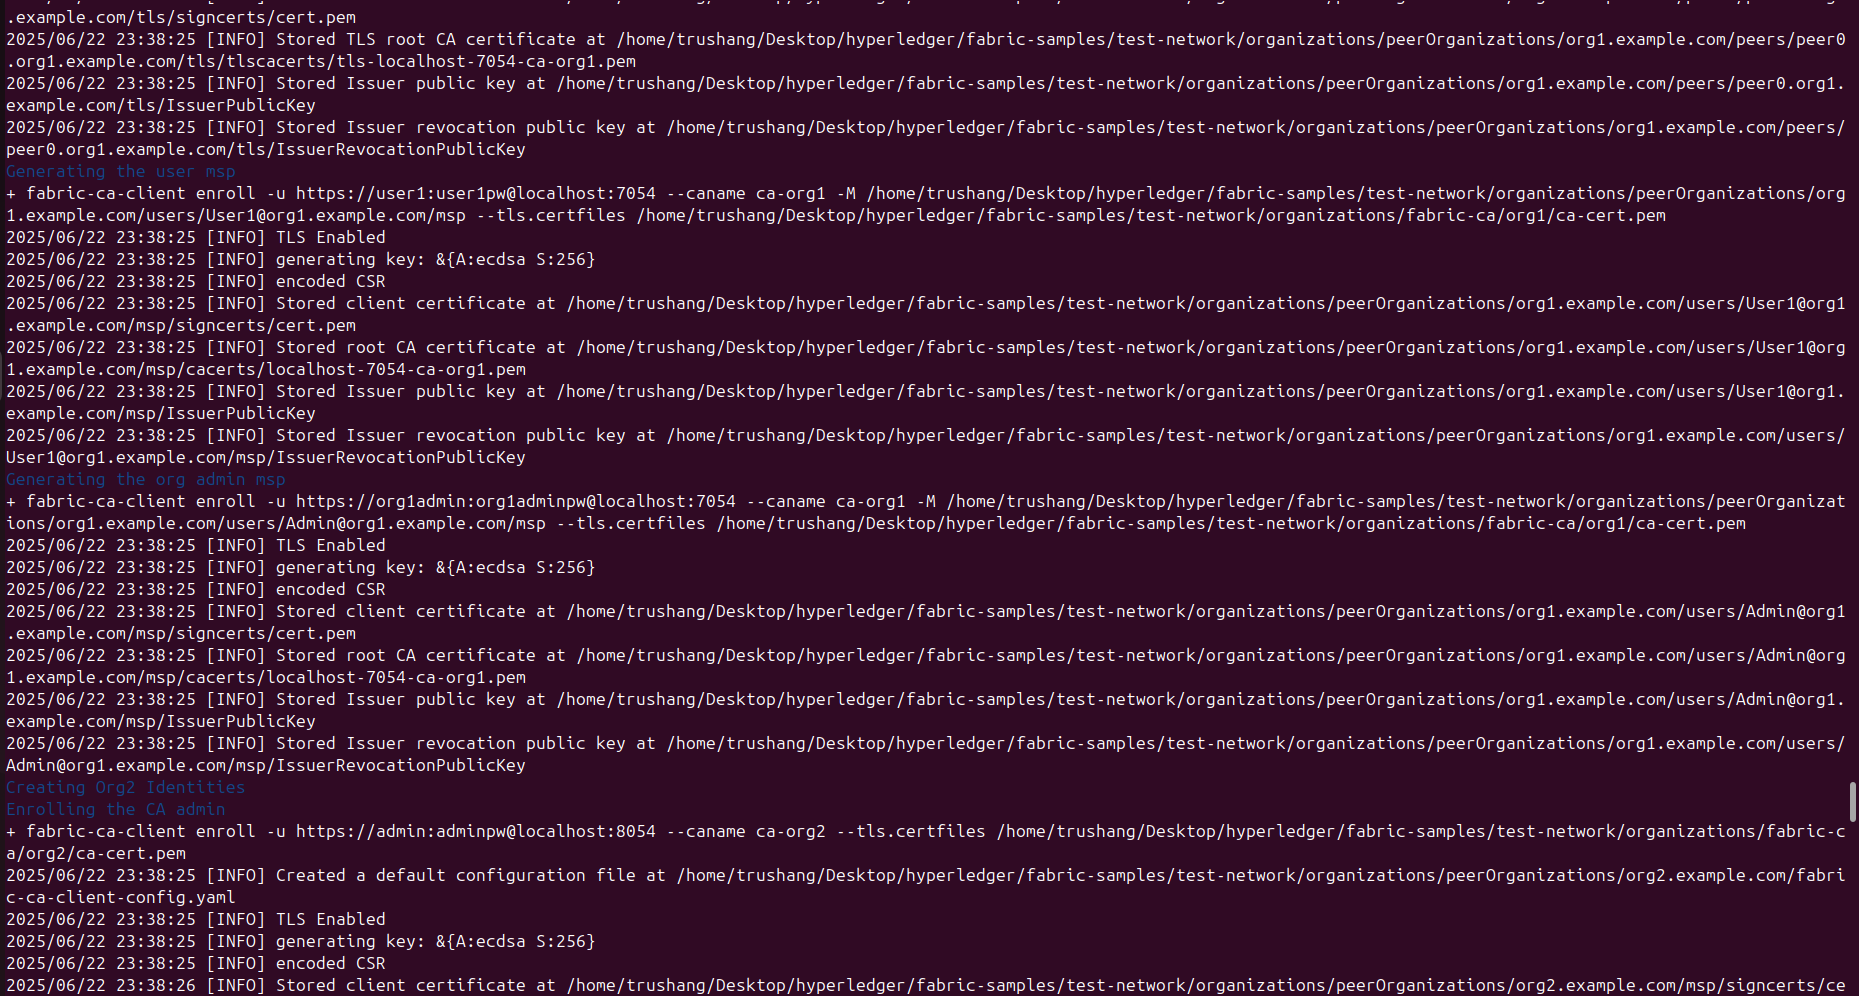 .example.com/tls/signcerts/cert.pem
2025/06/22 23:38:25 [INFO] Stored TLS root CA certificate at /home/trushang/Desktop/hyperledger/fabric-samples/test-network/organizations/peerOrganizations/org1.example.com/peers/peer0
.org1.example.com/tls/tlscacerts/tls-localhost-7054-ca-org1.pem
2025/06/22 23:38:25 [INFO] Stored Issuer public key at /home/trushang/Desktop/hyperledger/fabric-samples/test-network/organizations/peerOrganizations/org1.example.com/peers/peer0.org1.
example.com/tls/IssuerPublicKey
2025/06/22 23:38:25 [INFO] Stored Issuer revocation public key at /home/trushang/Desktop/hyperledger/fabric-samples/test-network/organizations/peerOrganizations/org1.example.com/peers/
peer0.org1.example.com/tls/IssuerRevocationPublicKey
Generating the user msp
+ fabric-ca-client enroll -u https://user1:user1pw@localhost:7054 --caname ca-org1 -M /home/trushang/Desktop/hyperledger/fabric-samples/test-network/organizations/peerOrganizations/org
1.example.com/users/User1@org1.example.com/msp --tls.certfiles /home/trushang/Desktop/hyperledger/fabric-samples/test-network/organizations/fabric-ca/org1/ca-cert.pem
2025/06/22 23:38:25 [INFO] TLS Enabled
2025/06/22 23:38:25 [INFO] generating key: &{A:ecdsa S:256}
2025/06/22 23:38:25 [INFO] encoded CSR
2025/06/22 23:38:25 [INFO] Stored client certificate at /home/trushang/Desktop/hyperledger/fabric-samples/test-network/organizations/peerOrganizations/org1.example.com/users/User1@org1
.example.com/msp/signcerts/cert.pem
2025/06/22 23:38:25 [INFO] Stored root CA certificate at /home/trushang/Desktop/hyperledger/fabric-samples/test-network/organizations/peerOrganizations/org1.example.com/users/User1@org
1.example.com/msp/cacerts/localhost-7054-ca-org1.pem
2025/06/22 23:38:25 [INFO] Stored Issuer public key at /home/trushang/Desktop/hyperledger/fabric-samples/test-network/organizations/peerOrganizations/org1.example.com/users/User1@org1.
example.com/msp/IssuerPublicKey
2025/06/22 23:38:25 [INFO] Stored Issuer revocation public key at /home/trushang/Desktop/hyperledger/fabric-samples/test-network/organizations/peerOrganizations/org1.example.com/users/
User1@org1.example.com/msp/IssuerRevocationPublicKey
Generating the org admin msp
+ fabric-ca-client enroll -u https://org1admin:org1adminpw@localhost:7054 --caname ca-org1 -M /home/trushang/Desktop/hyperledger/fabric-samples/test-network/organizations/peerOrganizat
ions/org1.example.com/users/Admin@org1.example.com/msp --tls.certfiles /home/trushang/Desktop/hyperledger/fabric-samples/test-network/organizations/fabric-ca/org1/ca-cert.pem
2025/06/22 23:38:25 [INFO] TLS Enabled
2025/06/22 23:38:25 [INFO] generating key: &{A:ecdsa S:256}
2025/06/22 23:38:25 [INFO] encoded CSR
2025/06/22 23:38:25 [INFO] Stored client certificate at /home/trushang/Desktop/hyperledger/fabric-samples/test-network/organizations/peerOrganizations/org1.example.com/users/Admin@org1
.example.com/msp/signcerts/cert.pem
2025/06/22 23:38:25 [INFO] Stored root CA certificate at /home/trushang/Desktop/hyperledger/fabric-samples/test-network/organizations/peerOrganizations/org1.example.com/users/Admin@org
1.example.com/msp/cacerts/localhost-7054-ca-org1.pem
2025/06/22 23:38:25 [INFO] Stored Issuer public key at /home/trushang/Desktop/hyperledger/fabric-samples/test-network/organizations/peerOrganizations/org1.example.com/users/Admin@org1.
example.com/msp/IssuerPublicKey
2025/06/22 23:38:25 [INFO] Stored Issuer revocation public key at /home/trushang/Desktop/hyperledger/fabric-samples/test-network/organizations/peerOrganizations/org1.example.com/users/
Admin@org1.example.com/msp/IssuerRevocationPublicKey
Creating Org2 Identities
Enrolling the CA admin
+ fabric-ca-client enroll -u https://admin:adminpw@localhost:8054 --caname ca-org2 --tls.certfiles /home/trushang/Desktop/hyperledger/fabric-samples/test-network/organizations/fabric-c
a/org2/ca-cert.pem
2025/06/22 23:38:25 [INFO] Created a default configuration file at /home/trushang/Desktop/hyperledger/fabric-samples/test-network/organizations/peerOrganizations/org2.example.com/fabri
c-ca-client-config.yaml
2025/06/22 23:38:25 [INFO] TLS Enabled
2025/06/22 23:38:25 [INFO] generating key: &{A:ecdsa S:256}
2025/06/22 23:38:25 [INFO] encoded CSR
2025/06/22 23:38:26 [INFO] Stored client certificate at /home/trushang/Desktop/hyperledger/fabric-samples/test-network/organizations/peerOrganizations/org2.example.com/msp/signcerts/ce